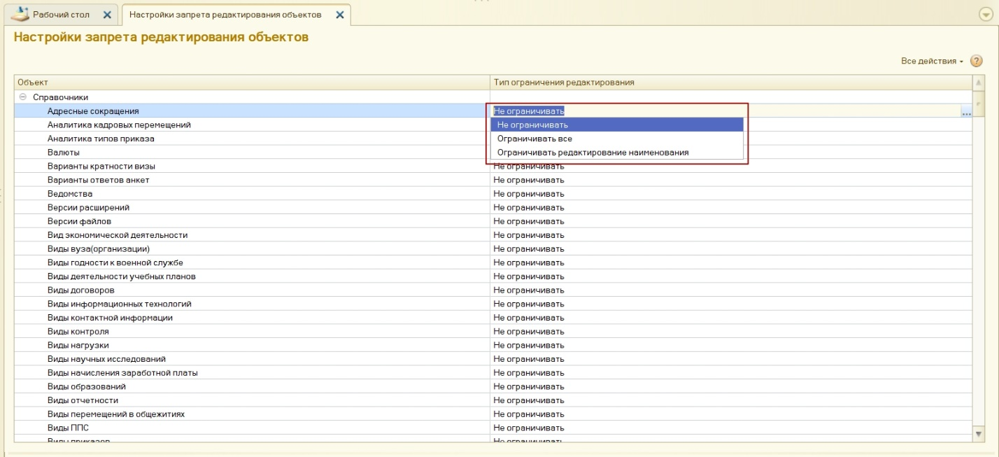 Рабочий стол
Настройки запрета редактирования объектов
Настройки запрета редактирования объектов
Все действия
Объект Тип ограничения редактирования
Справочники
Адресные сокращения Не ограничивать
Аналитика кадровых перемещений Не ограничивать
Аналитика типов приказа Ограничивать все
Валюты Ограничивать редактирование наименования
Варианты кратности визы Не ограничивать
Варианты ответов анкет Не ограничивать
Ведомства Не ограничивать
Версии расширений Не ограничивать
Версии файлов Не ограничивать
Вид экономической деятельности Не ограничивать
Виды вуза(организации) Не ограничивать
Виды годности к военной службе Не ограничивать
Виды деятельности учебных планов Не ограничивать
Виды договоров Не ограничивать
Виды информационных технологий Не ограничивать
Виды контактной информации Не ограничивать
Виды контроля Не ограничивать
Виды нагрузки Не ограничивать
Виды научных исследований Не ограничивать
Виды начисления заработной платы Не ограничивать
Виды образований Не ограничивать
Виды отчетности Не ограничивать
Виды перемещений в общежитиях Не ограничивать
Виды ППС Не ограничивать
Виды приказов Не ограничивать